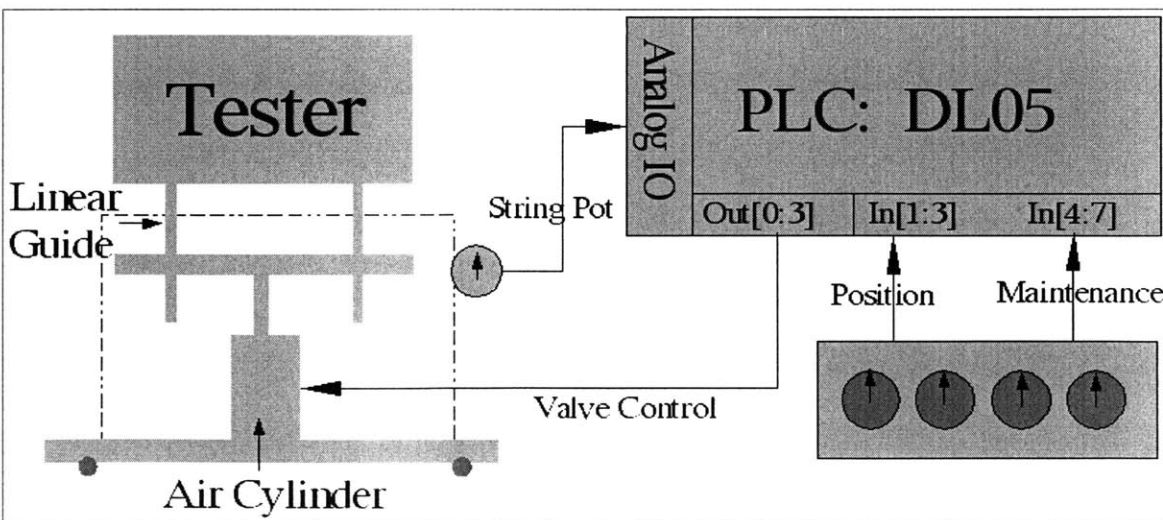 Tester
Linear
Guide
Air Cylinder
String Pot
Analog IO
PLC: DL05
Out[0:3]
In[1:3]
In[4:7]
Position
Maintenance
Valve Control